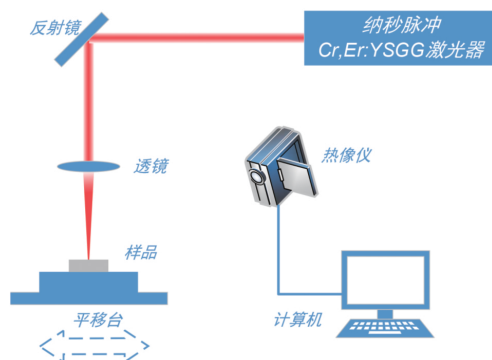 反射镜
纳秒脉冲
Cr,Er:YSGG激光器
透镜
热像仪
样品
平移台
计算机